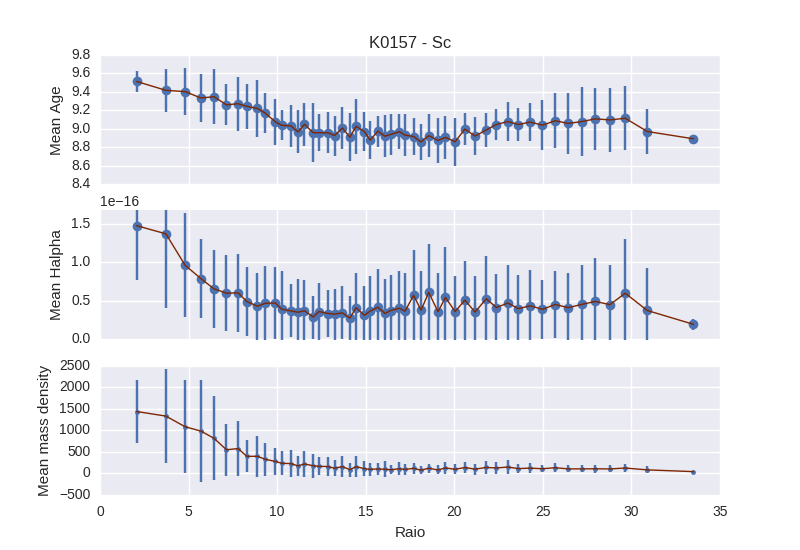 K0157 - Sc
9.8
9.6
9.4
9.2
9.0
8.8
8.6
8.4
Mean Age
1e−16
1.5
1.0
0.5
0.0
Mean Halpha
2500
2000
1500
1000
500
0
−500
Mean mass density
0 5 10 15 20 25 30 35
Raio